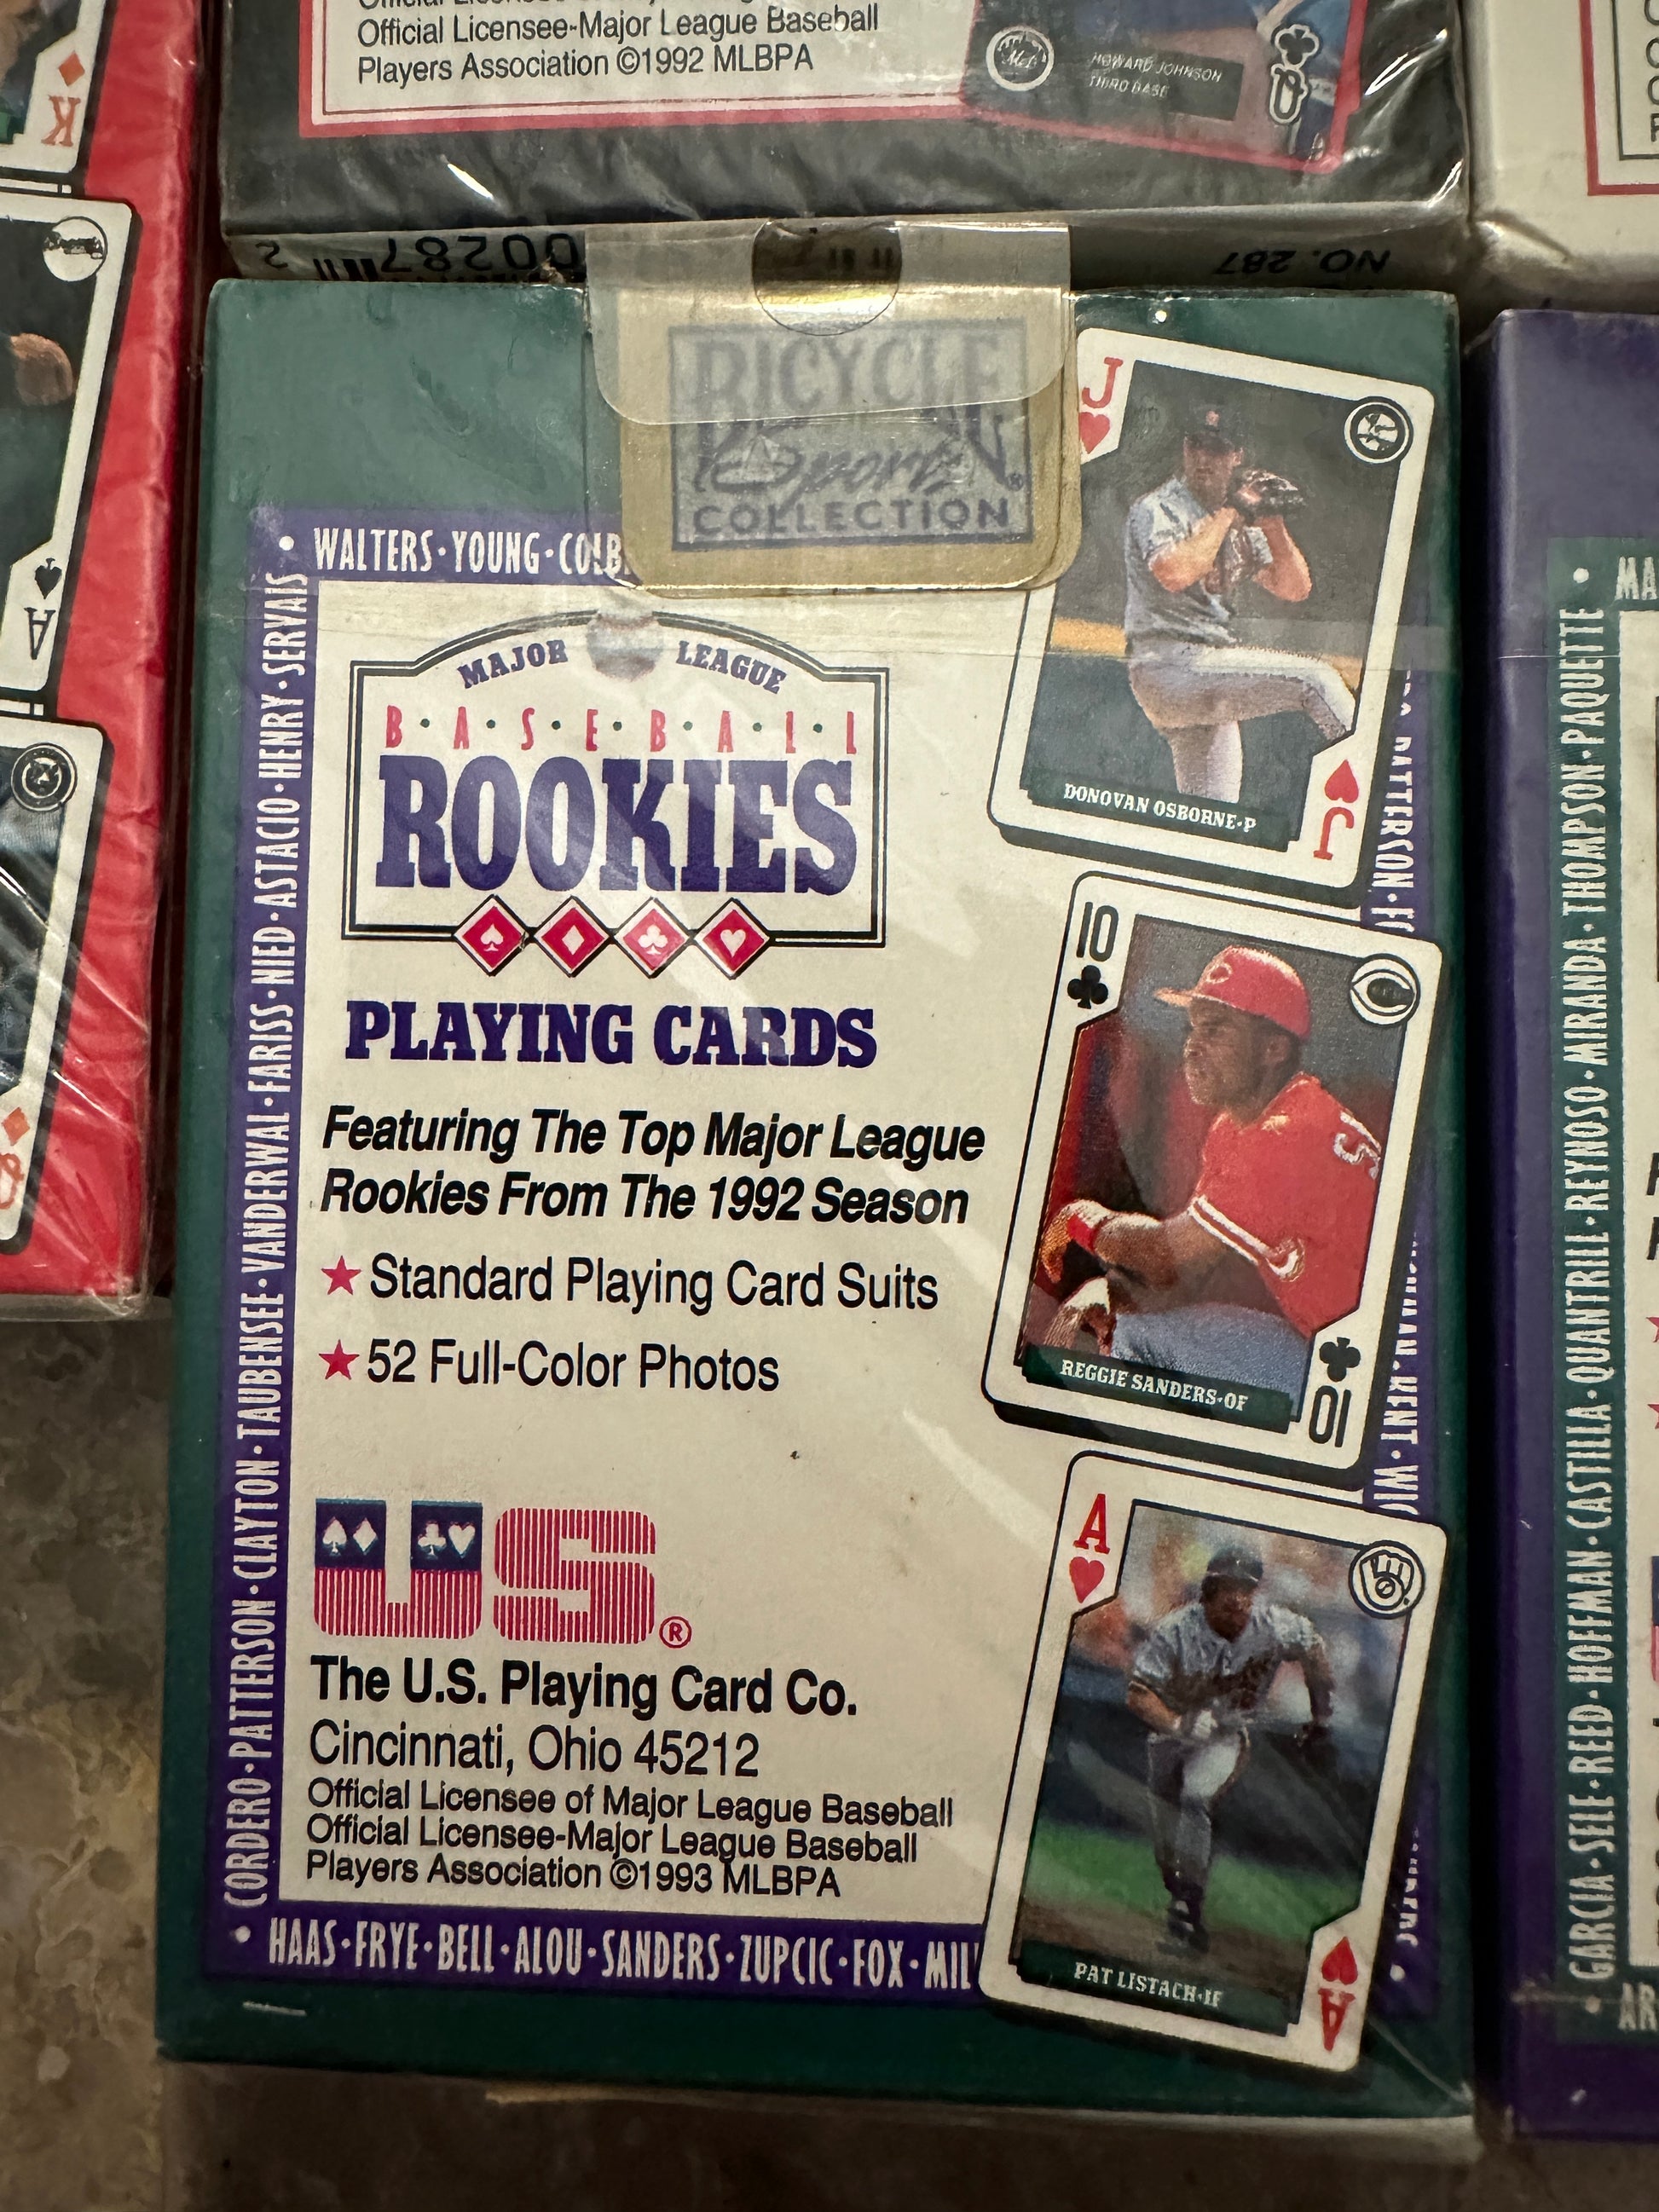 Official Licensee-Major League Baseball
Players Association ©1992 MLBPA
HOWARD JOHNSON
THIRD BASE
Q
K
A
Q
00287
2
NO. 287
BICYCLE
Sports
COLLECTION
WALTERS·YOUNG·COLB
CORDERO·PATTERSON·CLAYTON·TAUBENSEE·VANDERWAL·FARISS·NIED·ASTACIO·HENRY·SERVAIS
MAJOR LEAGUE
B·A·S·E·B·A·L·L
ROOKIES
PLAYING CARDS
Featuring The Top Major League
Rookies From The 1992 Season
★ Standard Playing Card Suits
★ 52 Full-Color Photos
US®
The U.S. Playing Card Co.
Cincinnati, Ohio 45212
Official Licensee of Major League Baseball
Official Licensee-Major League Baseball
Players Association ©1993 MLBPA
HAAS·FRYE·BELL·ALOU·SANDERS·ZUPCIC·FOX·MIL
J
DONOVAN OSBORNE·P
J
10
REGGIE SANDERS·OF
10
A
PAT LISTACH·IF
A
PATTERSON
KENT
MA
GARCIA·SELE·REED·HOFFMAN·CASTILLA·QUANTRILL·REYNOSO·MIRANDA·THOMPSON·PAQUETTE
AR